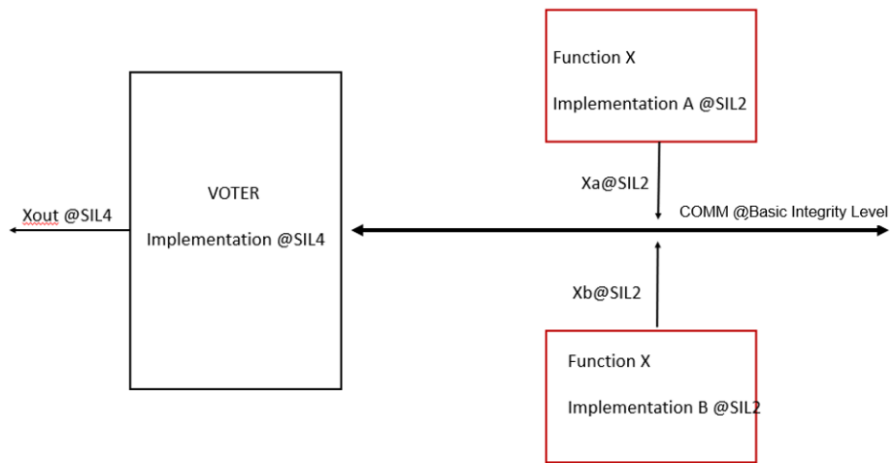 Function X
Implementation A @SIL2
VOTER
Implementation @SIL4
Xout @SIL4
Xa@SIL2
COMM @Basic Integrity Level
Xb@SIL2
Function X
Implementation B @SIL2